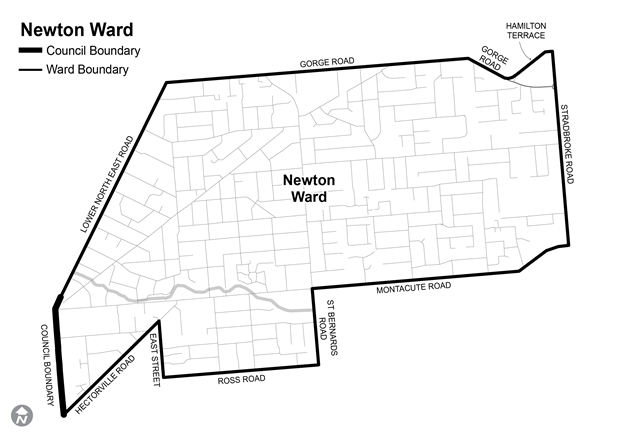 Newton Ward
Council Boundary
Ward Boundary
HAMILTON
TERRACE
GORGE ROAD
GORGE
ROAD
STRADBROKE ROAD
LOWER NORTH EAST ROAD
Newton
Ward
MONTACUTE ROAD
ST BERNARDS
ROAD
COUNCIL BOUNDARY
HECTORVILLE ROAD
EAST STREET
ROSS ROAD
N